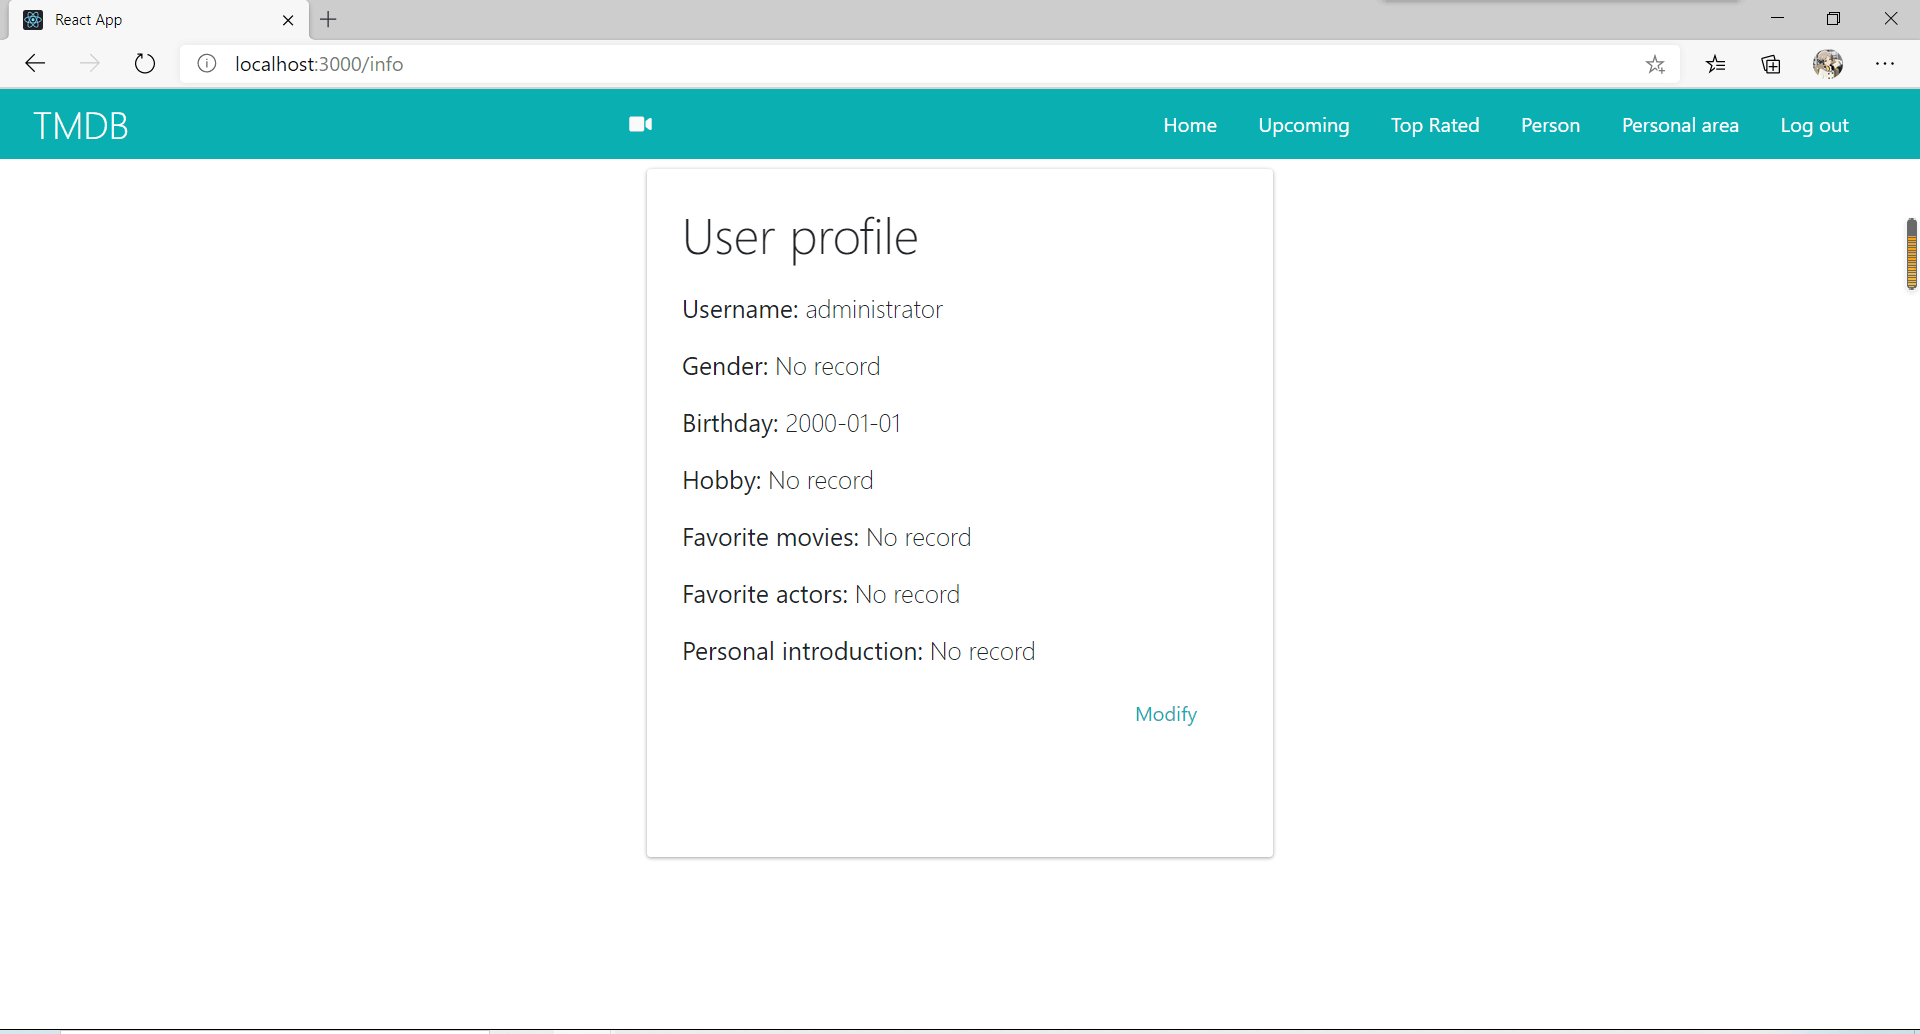 React App
localhost:3000/info
TMDB
Home Upcoming Top Rated Person Personal area Log out
User profile
Username: administrator
Gender: No record
Birthday: 2000-01-01
Hobby: No record
Favorite movies: No record
Favorite actors: No record
Personal introduction: No record
Modify